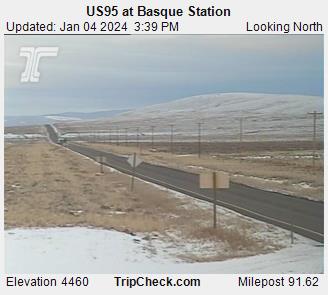 US95 at Basque Station
Updated: Jan 04 2024 3:39 PM Looking North
Elevation 4460 TripCheck.com Milepost 91.62